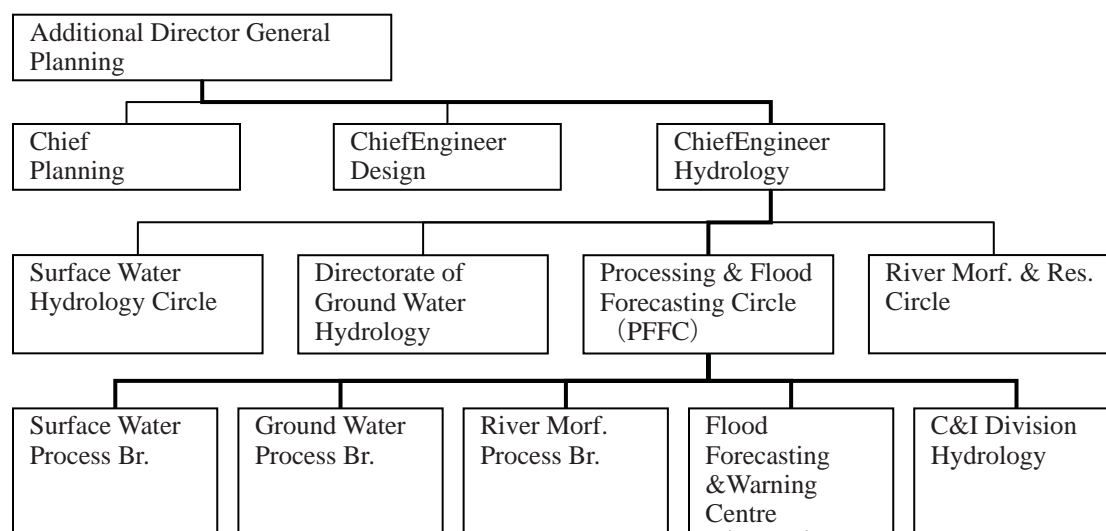 Additional Director General
Planning
Chief
Planning
ChiefEngineer
Design
ChiefEngineer
Hydrology
Surface Water
Hydrology Circle
Directorate of
Ground Water
Hydrology
Processing & Flood
Forecasting Circle
（PFFC）
River Morf. & Res.
Circle
Surface Water
Process Br.
Ground Water
Process Br.
River Morf.
Process Br.
Flood
Forecasting
&Warning
Centre
C&I Division
Hydrology